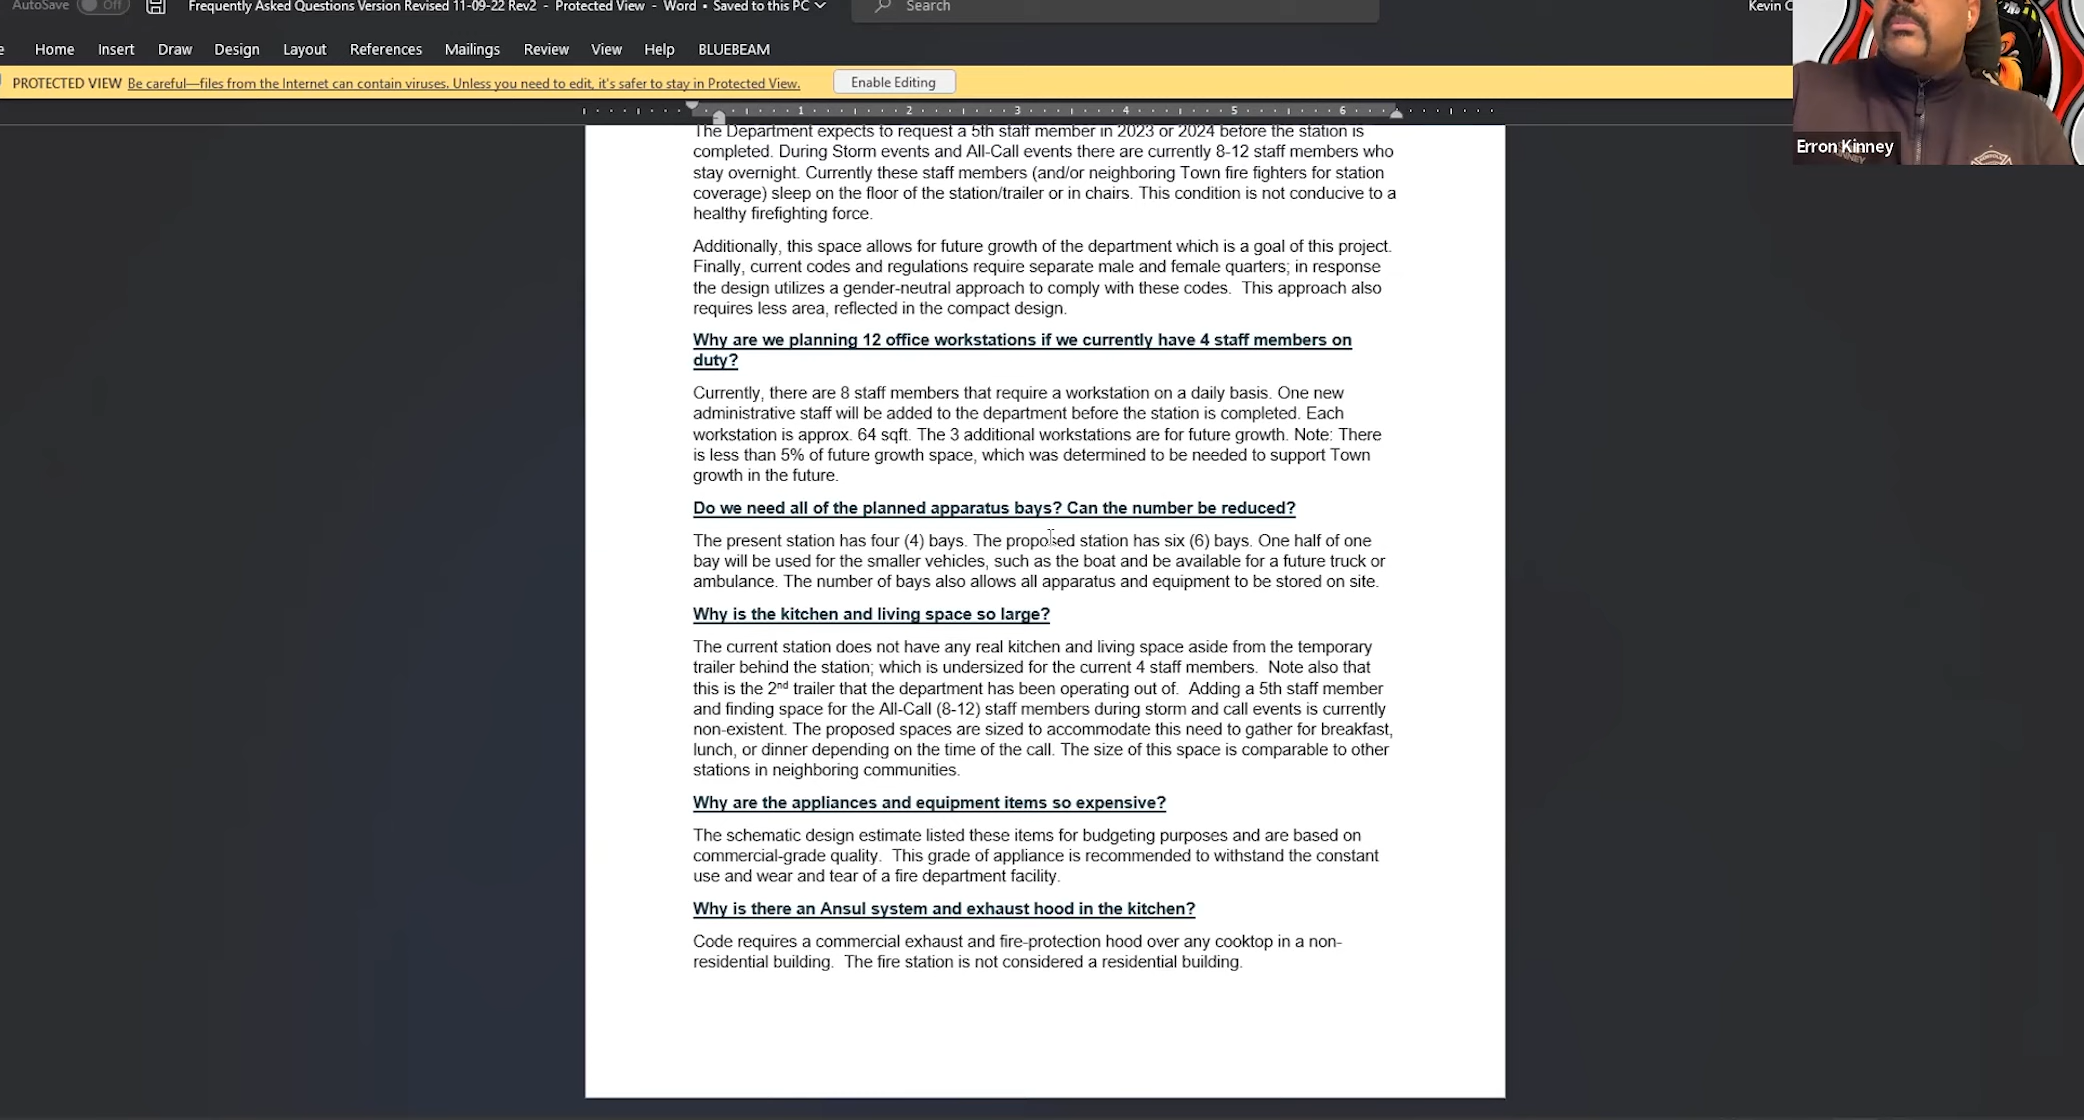 AutoSave Off Frequently Asked Questions Version Revised 11-09-22 Rev2 - Protected View - Word • Saved to this PC Search Kevin C
Home Insert Draw Design Layout References Mailings Review View Help BLUEBEAM
PROTECTED VIEW Be careful—files from the Internet can contain viruses. Unless you need to edit, it's safer to stay in Protected View. Enable Editing
1 2 3 4 5 6
Erron Kinney
The Department expects to request a 5th staff member in 2023 or 2024 before the station is
completed. During Storm events and All-Call events there are currently 8-12 staff members who
stay overnight. Currently these staff members (and/or neighboring Town fire fighters for station
coverage) sleep on the floor of the station/trailer or in chairs. This condition is not conducive to a
healthy firefighting force.
Additionally, this space allows for future growth of the department which is a goal of this project.
Finally, current codes and regulations require separate male and female quarters; in response
the design utilizes a gender-neutral approach to comply with these codes.  This approach also
requires less area, reflected in the compact design.
Why are we planning 12 office workstations if we currently have 4 staff members on
duty?
Currently, there are 8 staff members that require a workstation on a daily basis. One new
administrative staff will be added to the department before the station is completed. Each
workstation is approx. 64 sqft. The 3 additional workstations are for future growth. Note: There
is less than 5% of future growth space, which was determined to be needed to support Town
growth in the future.
Do we need all of the planned apparatus bays? Can the number be reduced?
The present station has four (4) bays. The proposed station has six (6) bays. One half of one
bay will be used for the smaller vehicles, such as the boat and be available for a future truck or
ambulance. The number of bays also allows all apparatus and equipment to be stored on site.
Why is the kitchen and living space so large?
The current station does not have any real kitchen and living space aside from the temporary
trailer behind the station; which is undersized for the current 4 staff members.  Note also that
this is the 2nd trailer that the department has been operating out of.  Adding a 5th staff member
and finding space for the All-Call (8-12) staff members during storm and call events is currently
non-existent. The proposed spaces are sized to accommodate this need to gather for breakfast,
lunch, or dinner depending on the time of the call. The size of this space is comparable to other
stations in neighboring communities.
Why are the appliances and equipment items so expensive?
The schematic design estimate listed these items for budgeting purposes and are based on
commercial-grade quality.  This grade of appliance is recommended to withstand the constant
use and wear and tear of a fire department facility.
Why is there an Ansul system and exhaust hood in the kitchen?
Code requires a commercial exhaust and fire-protection hood over any cooktop in a non-
residential building.  The fire station is not considered a residential building.